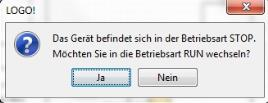 LOGO!
Das Gerät befindet sich in der Betriebsart STOP.
Möchten Sie in die Betriebsart RUN wechseln?
Ja Nein